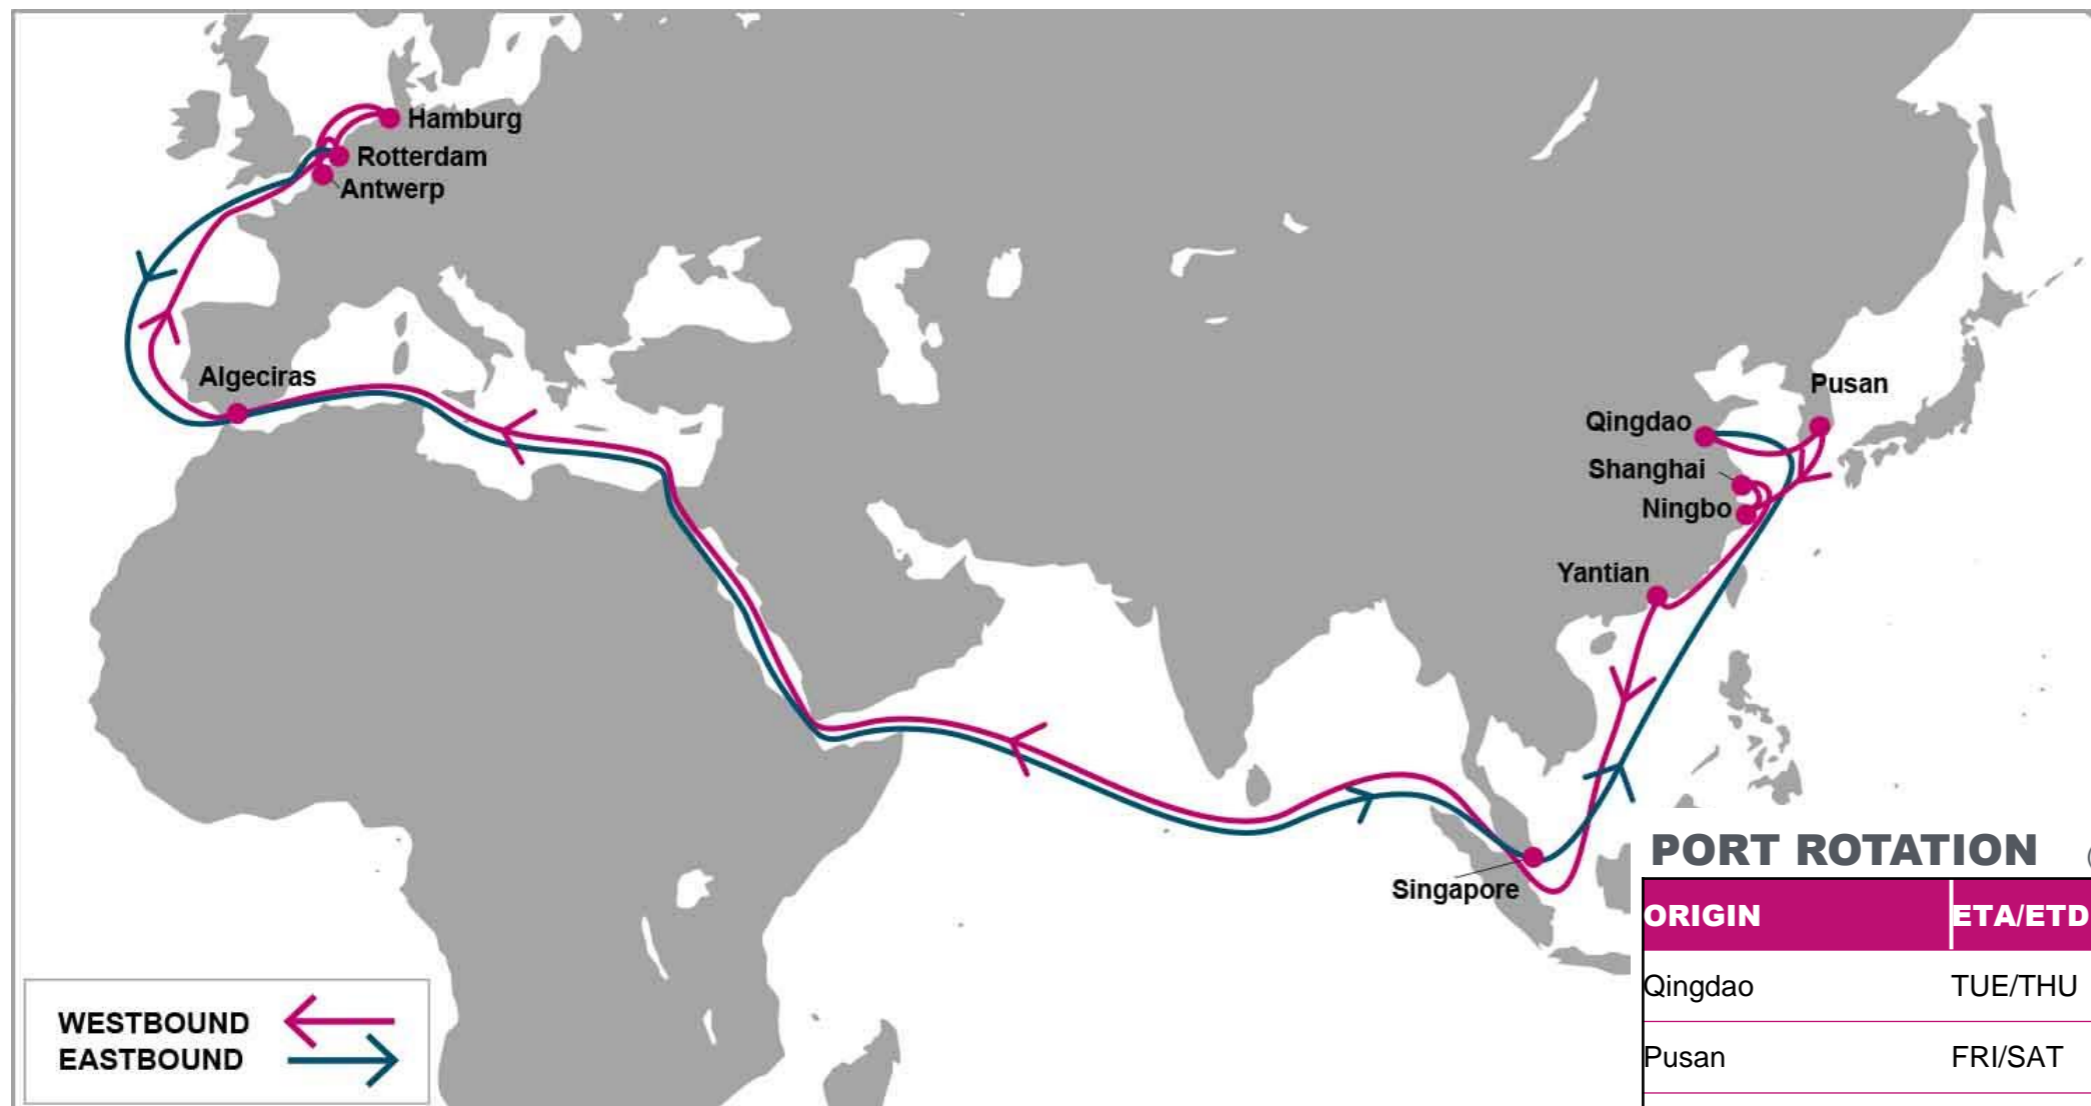 Hamburg
Rotterdam
Antwerp
Algeciras
Pusan
Qingdao
Shanghai
Ningbo
Yantian
Singapore
WESTBOUND
EASTBOUND
PORT ROTATION
ORIGIN ETA/ETD
Qingdao TUE/THU
Pusan FRI/SAT